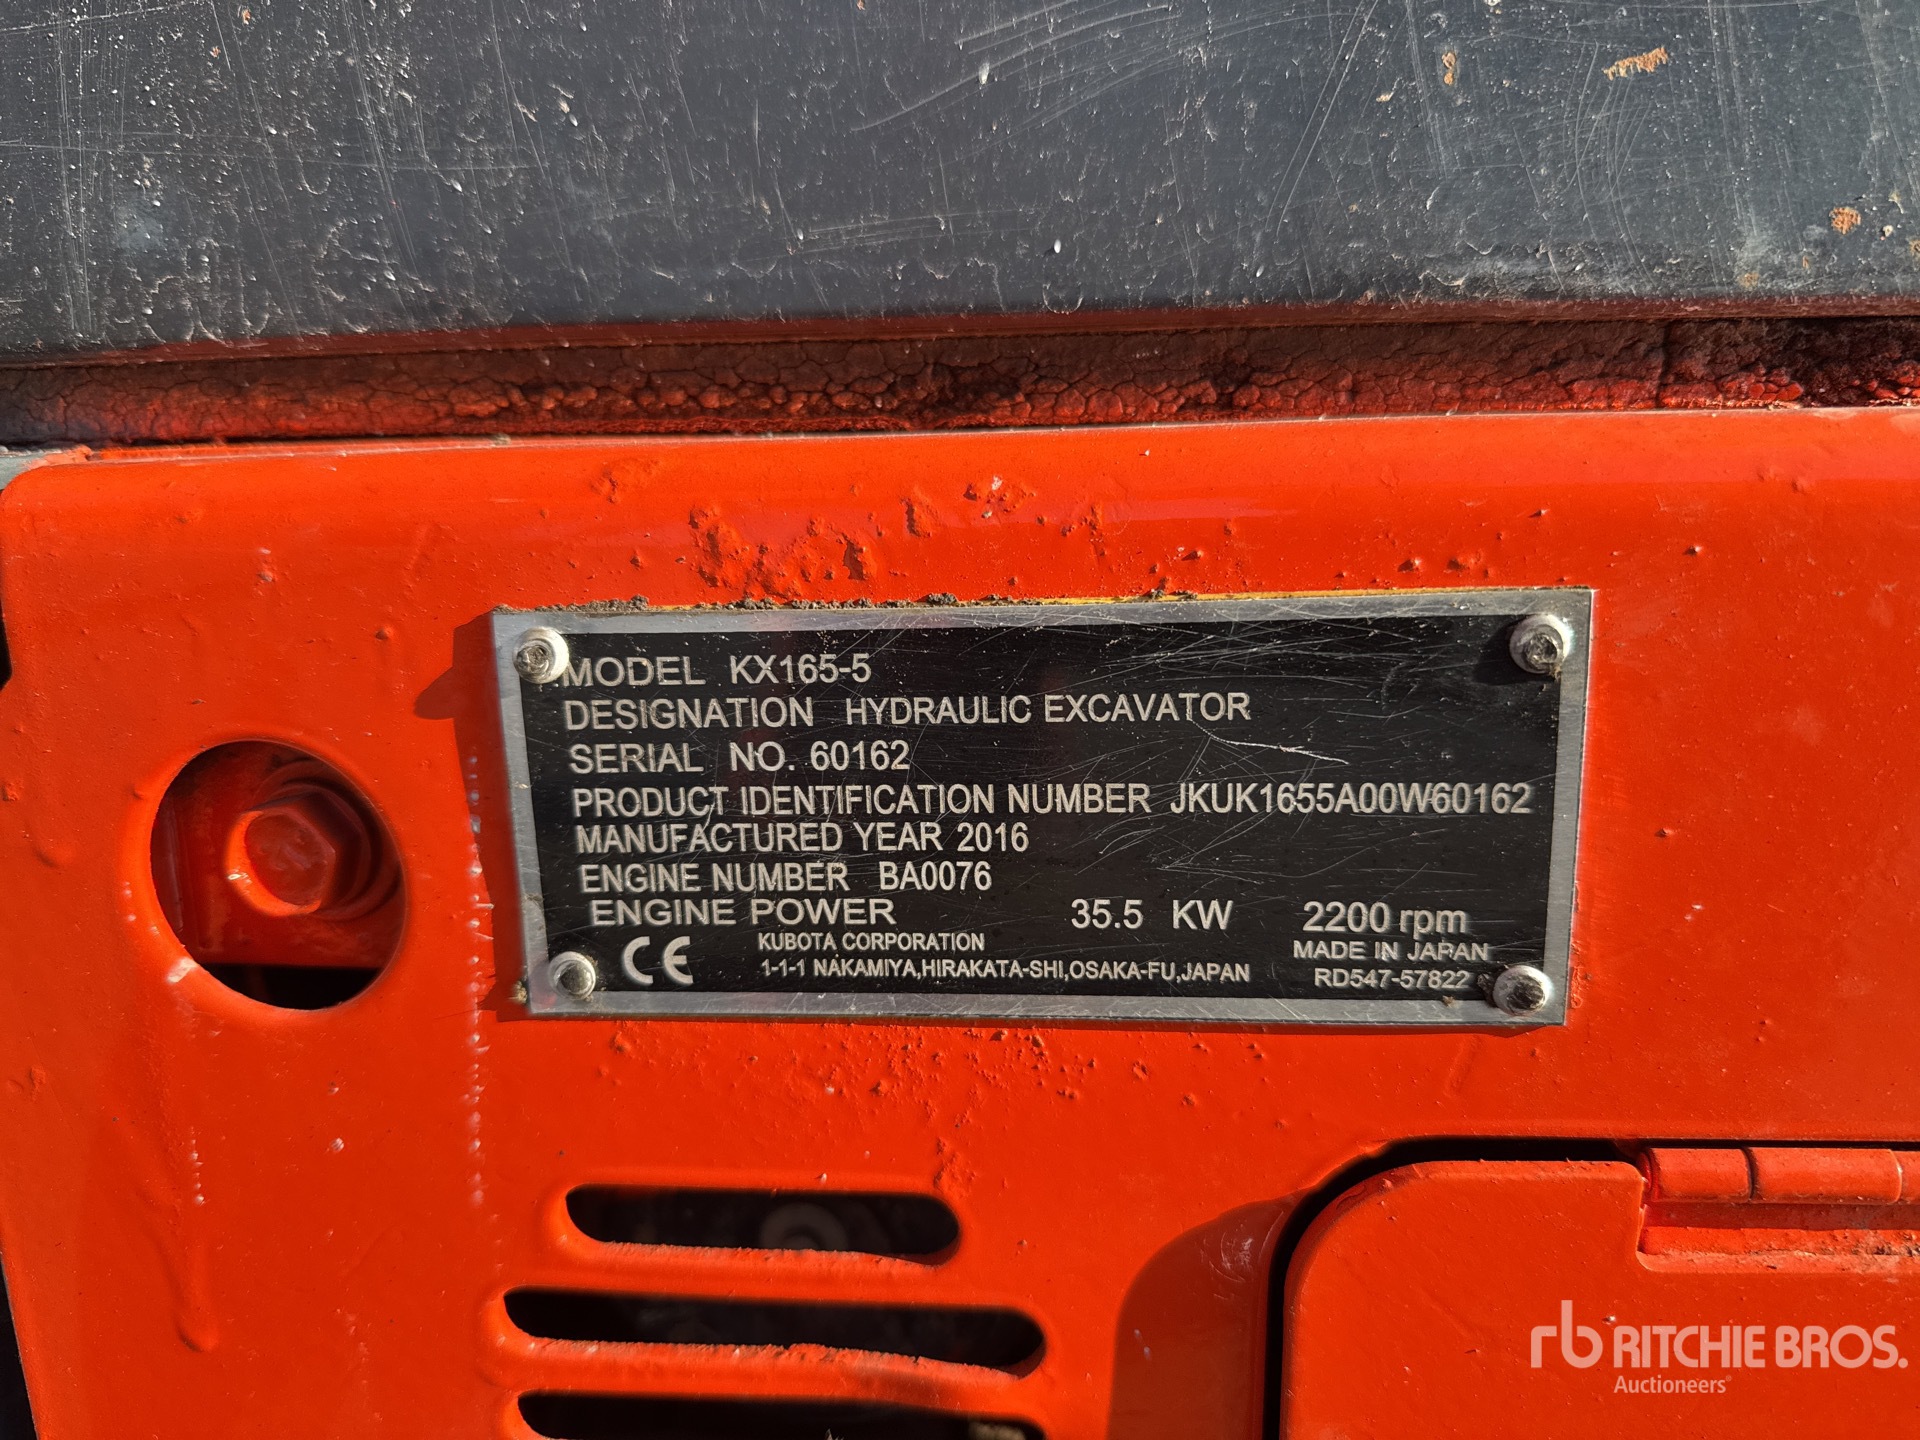 MODEL KX165-5
DESIGNATION HYDRAULIC EXCAVATOR
SERIAL NO. 60162
PRODUCT IDENTIFICATION NUMBER JKUK1655A00W60162
MANUFACTURED YEAR 2016
ENGINE NUMBER BA0076
ENGINE POWER 35.5 KW 2200 rpm
CE KUBOTA CORPORATION MADE IN JAPAN
1-1-1 NAKAMIYA,HIRAKATA-SHI,OSAKA-FU,JAPAN RD547-57822
rb RITCHIE BROS.
Auctioneers